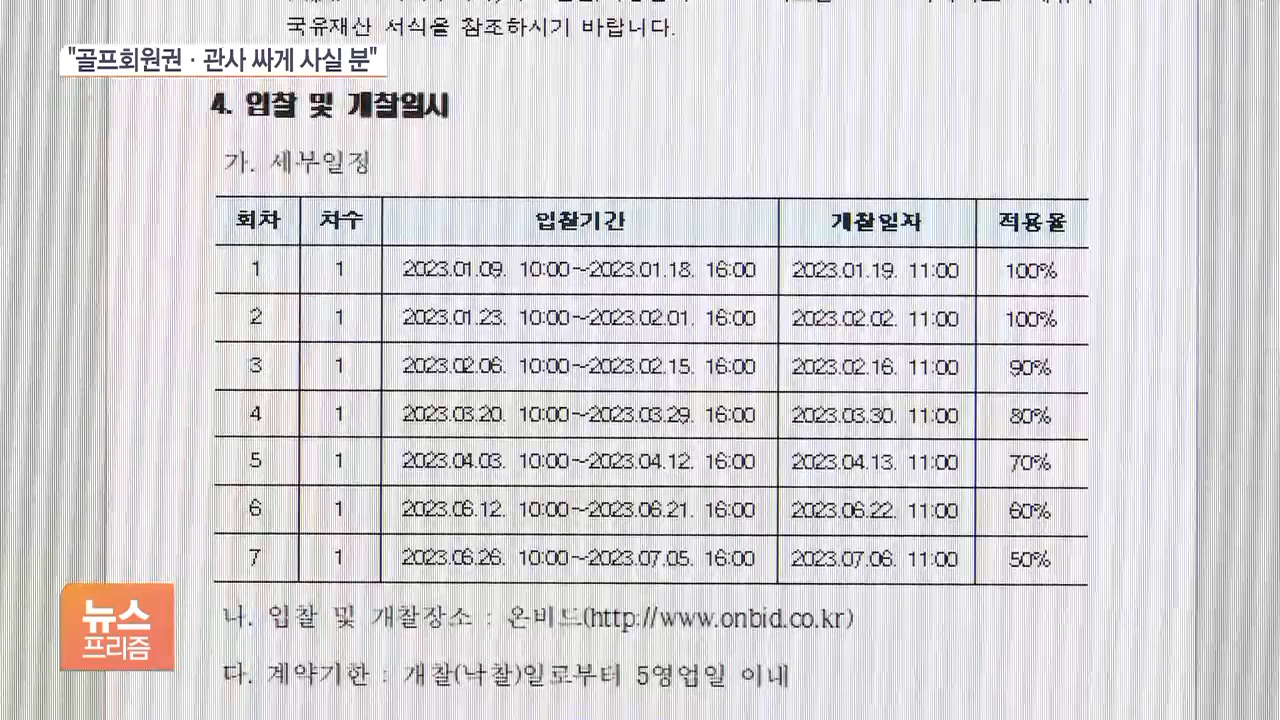 국유재산 서식을 참조하시기 바랍니다.
"골프회원권·관사 싸게 사실 분"
4. 입찰 및 개찰일시
가. 세부일정
회차 차수 입찰기간 개찰일자 적용율
1 1 2023.01.09. 10:00~2023.01.18. 16:00 2023.01.19. 11:00 100%
2 1 2023.01.23. 10:00~2023.02.01. 16:00 2023.02.02. 11:00 100%
3 1 2023.02.06. 10:00~2023.02.15. 16:00 2023.02.16. 11:00 90%
4 1 2023.03.20. 10:00~2023.03.29. 16:00 2023.03.30. 11:00 80%
5 1 2023.04.03. 10:00~2023.04.12. 16:00 2023.04.13. 11:00 70%
6 1 2023.06.12. 10:00~2023.06.21. 16:00 2023.06.22. 11:00 60%
7 1 2023.06.26. 10:00~2023.07.05. 16:00 2023.07.06. 11:00 50%
나. 입찰 및 개찰장소 : 온비드(http://www.onbid.co.kr)
다. 계약기한 : 개찰(낙찰)일로부터 5영업일 이내
뉴스
프리즘